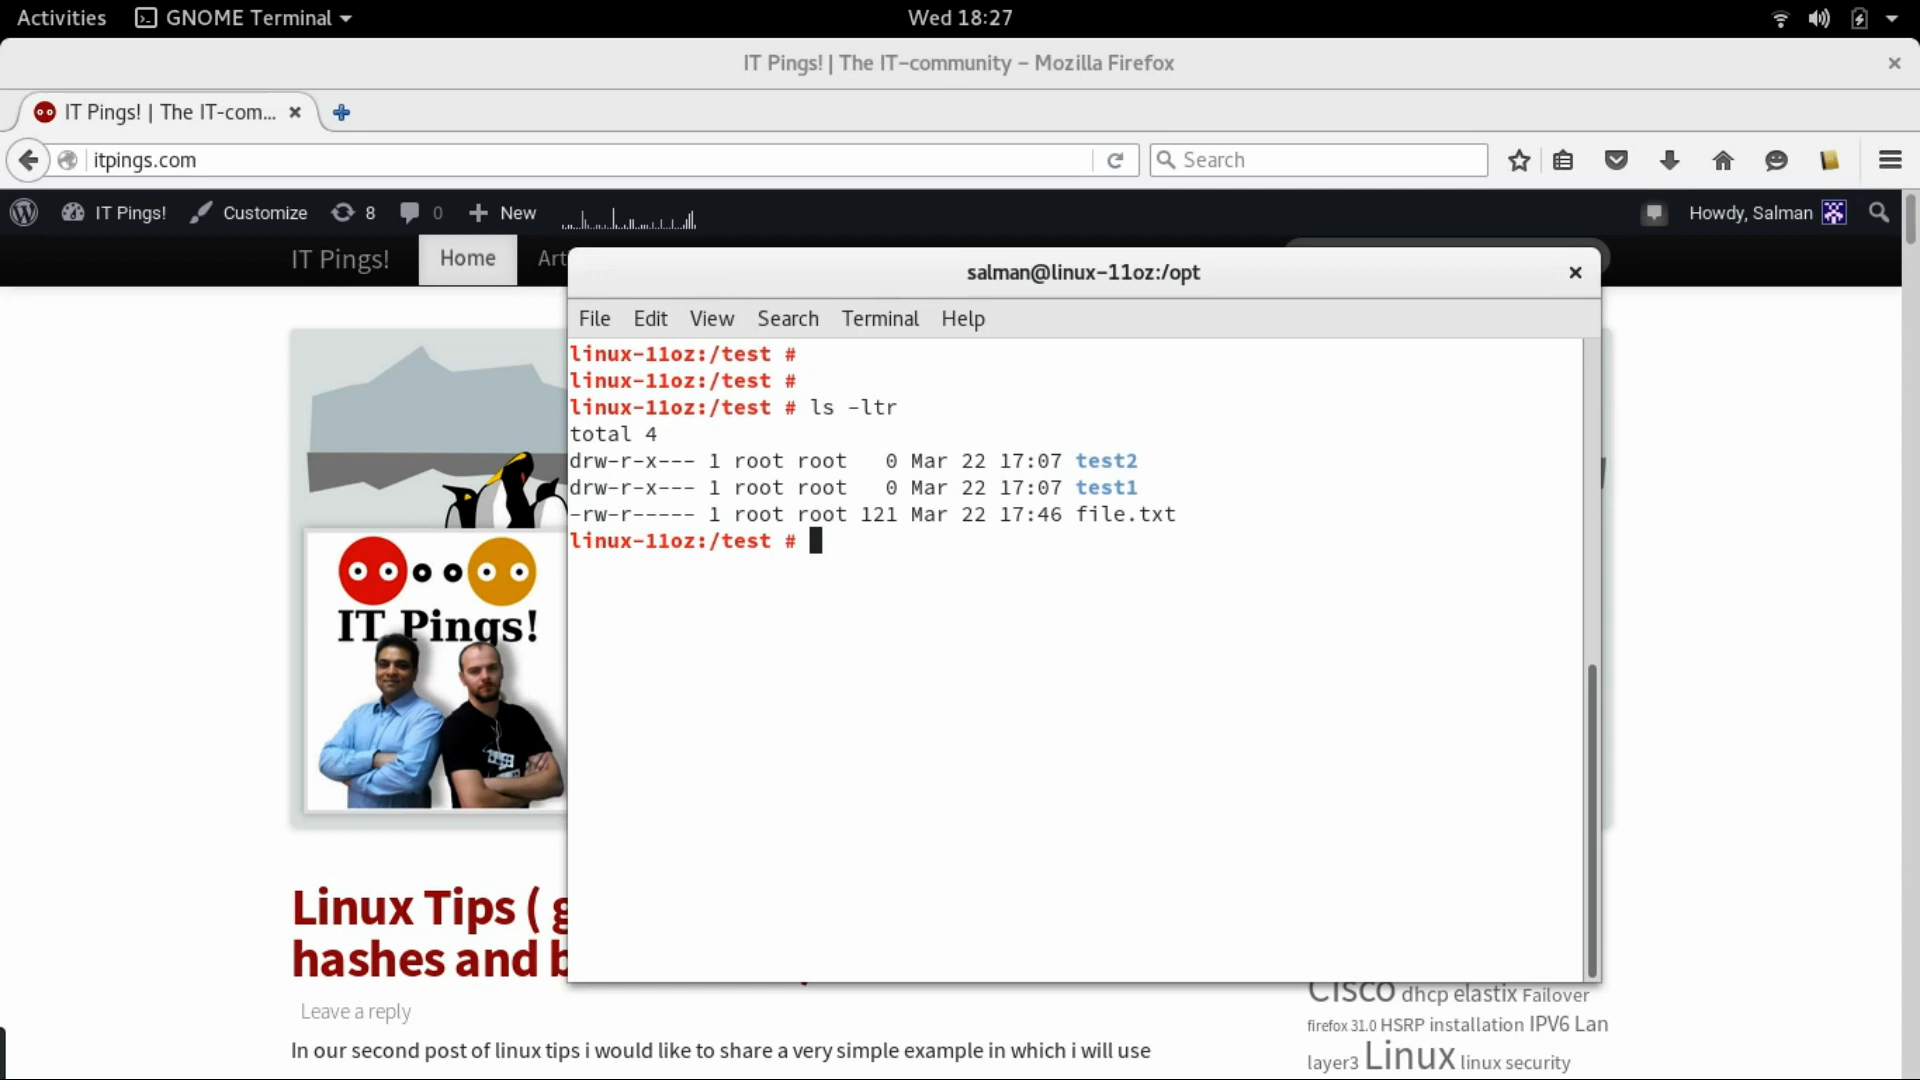 Activities GNOME Terminal Wed 18:27
IT Pings! | The IT-community - Mozilla Firefox
IT Pings! | The IT-com...
itpings.com Search
IT Pings! Customize 8 0 New Howdy, Salman
IT Pings! Home
salman@linux-11oz:/opt
File Edit View Search Terminal Help
linux-11oz:/test #
linux-11oz:/test #
linux-11oz:/test # ls -ltr
total 4
drw-r-x--- 1 root root 0 Mar 22 17:07 test2
drw-r-x--- 1 root root 0 Mar 22 17:07 test1
-rw-r----- 1 root root 121 Mar 22 17:46 file.txt
linux-11oz:/test #
IT Pings!
Linux Tips (
hashes and
Leave a reply
In our second post of linux tips i would like to share a very simple example in which i will use
Cisco dhcp elastix Failover
firefox 31.0 HSRP installation IPV6 Lan
layer3 Linux linux security